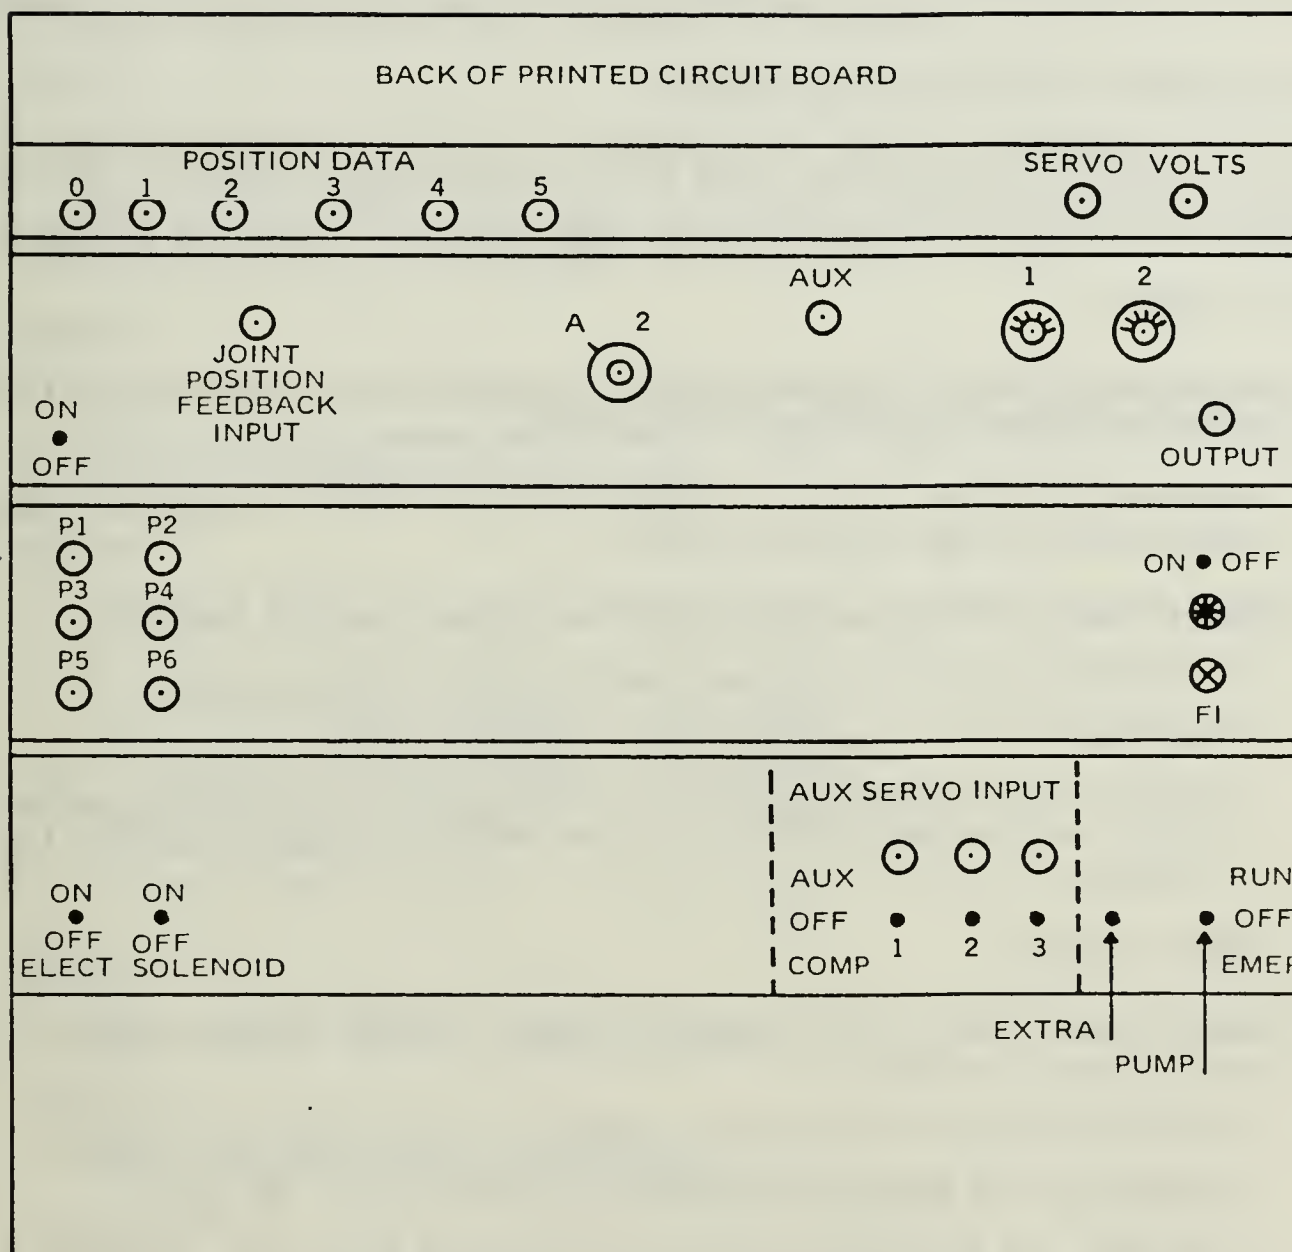 BACK OF PRINTED CIRCUIT BOARD
POSITION DATA
SERVO VOLTS
0 1 2 3 4 5
AUX 1 2
A 2
JOINT
POSITION
FEEDBACK
INPUT
ON
OFF
OUTPUT
P1 P2
P3 P4
P5 P6
ON OFF
FI
AUX SERVO INPUT
AUX
OFF
COMP
1 2 3
ON ON
OFF OFF
ELECT SOLENOID
RUN
OFF
EMER
EXTRA
PUMP